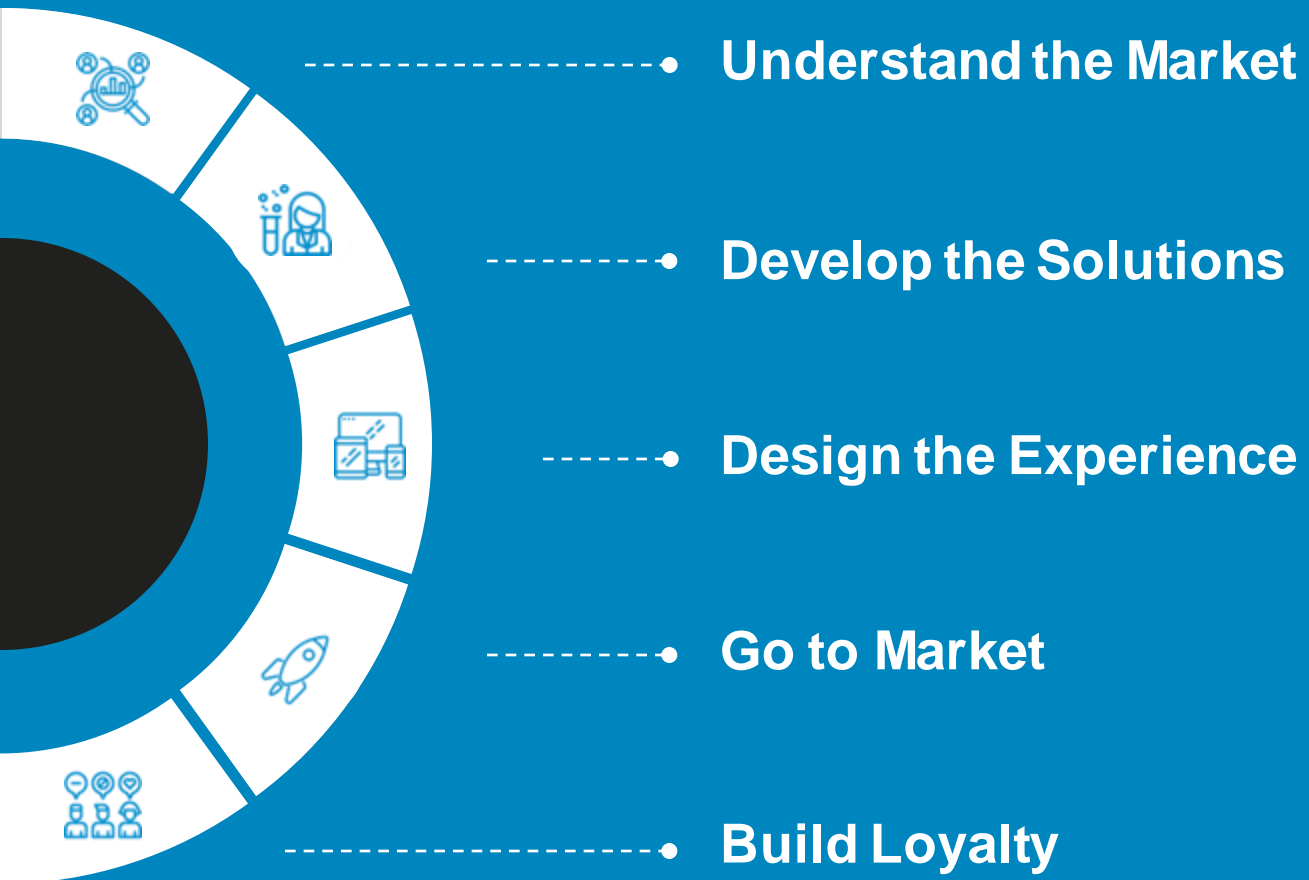 Understand the Market
Develop the Solutions
Design the Experience
Go to Market
Build Loyalty